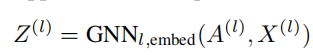 Z^{(l)} = GNN_{l,embed}(A^{(l)}, X^{(l)})